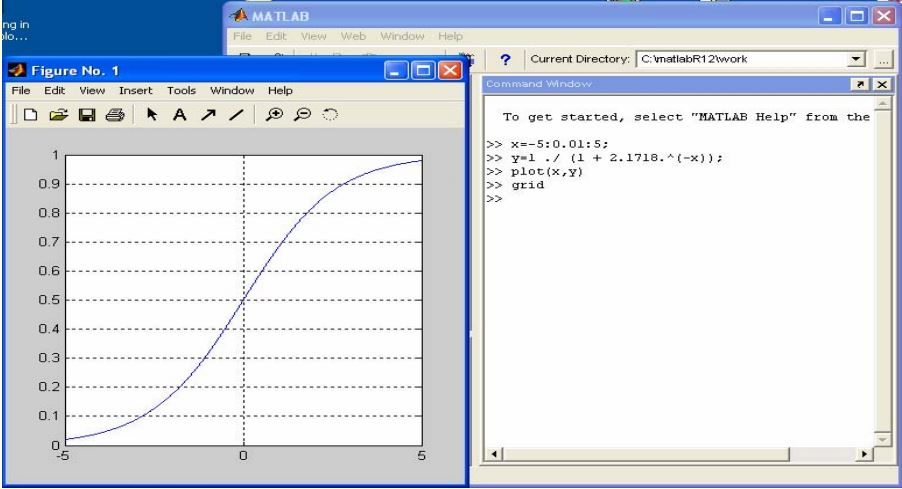 ng in
olo...
MATLAB
File Edit View Web Window Help
? Current Directory: C:\matlabR12\work ...
Figure No. 1
File Edit View Insert Tools Window Help
A
1
0.9
0.8
0.7
0.6
0.5
0.4
0.3
0.2
0.1
0
-5 0 5
Command Window
To get started, select "MATLAB Help" from the
>> x=-5:0.01:5;
>> y=1 ./ (1 + 2.1718.^(-x));
>> plot(x,y)
>> grid
>>